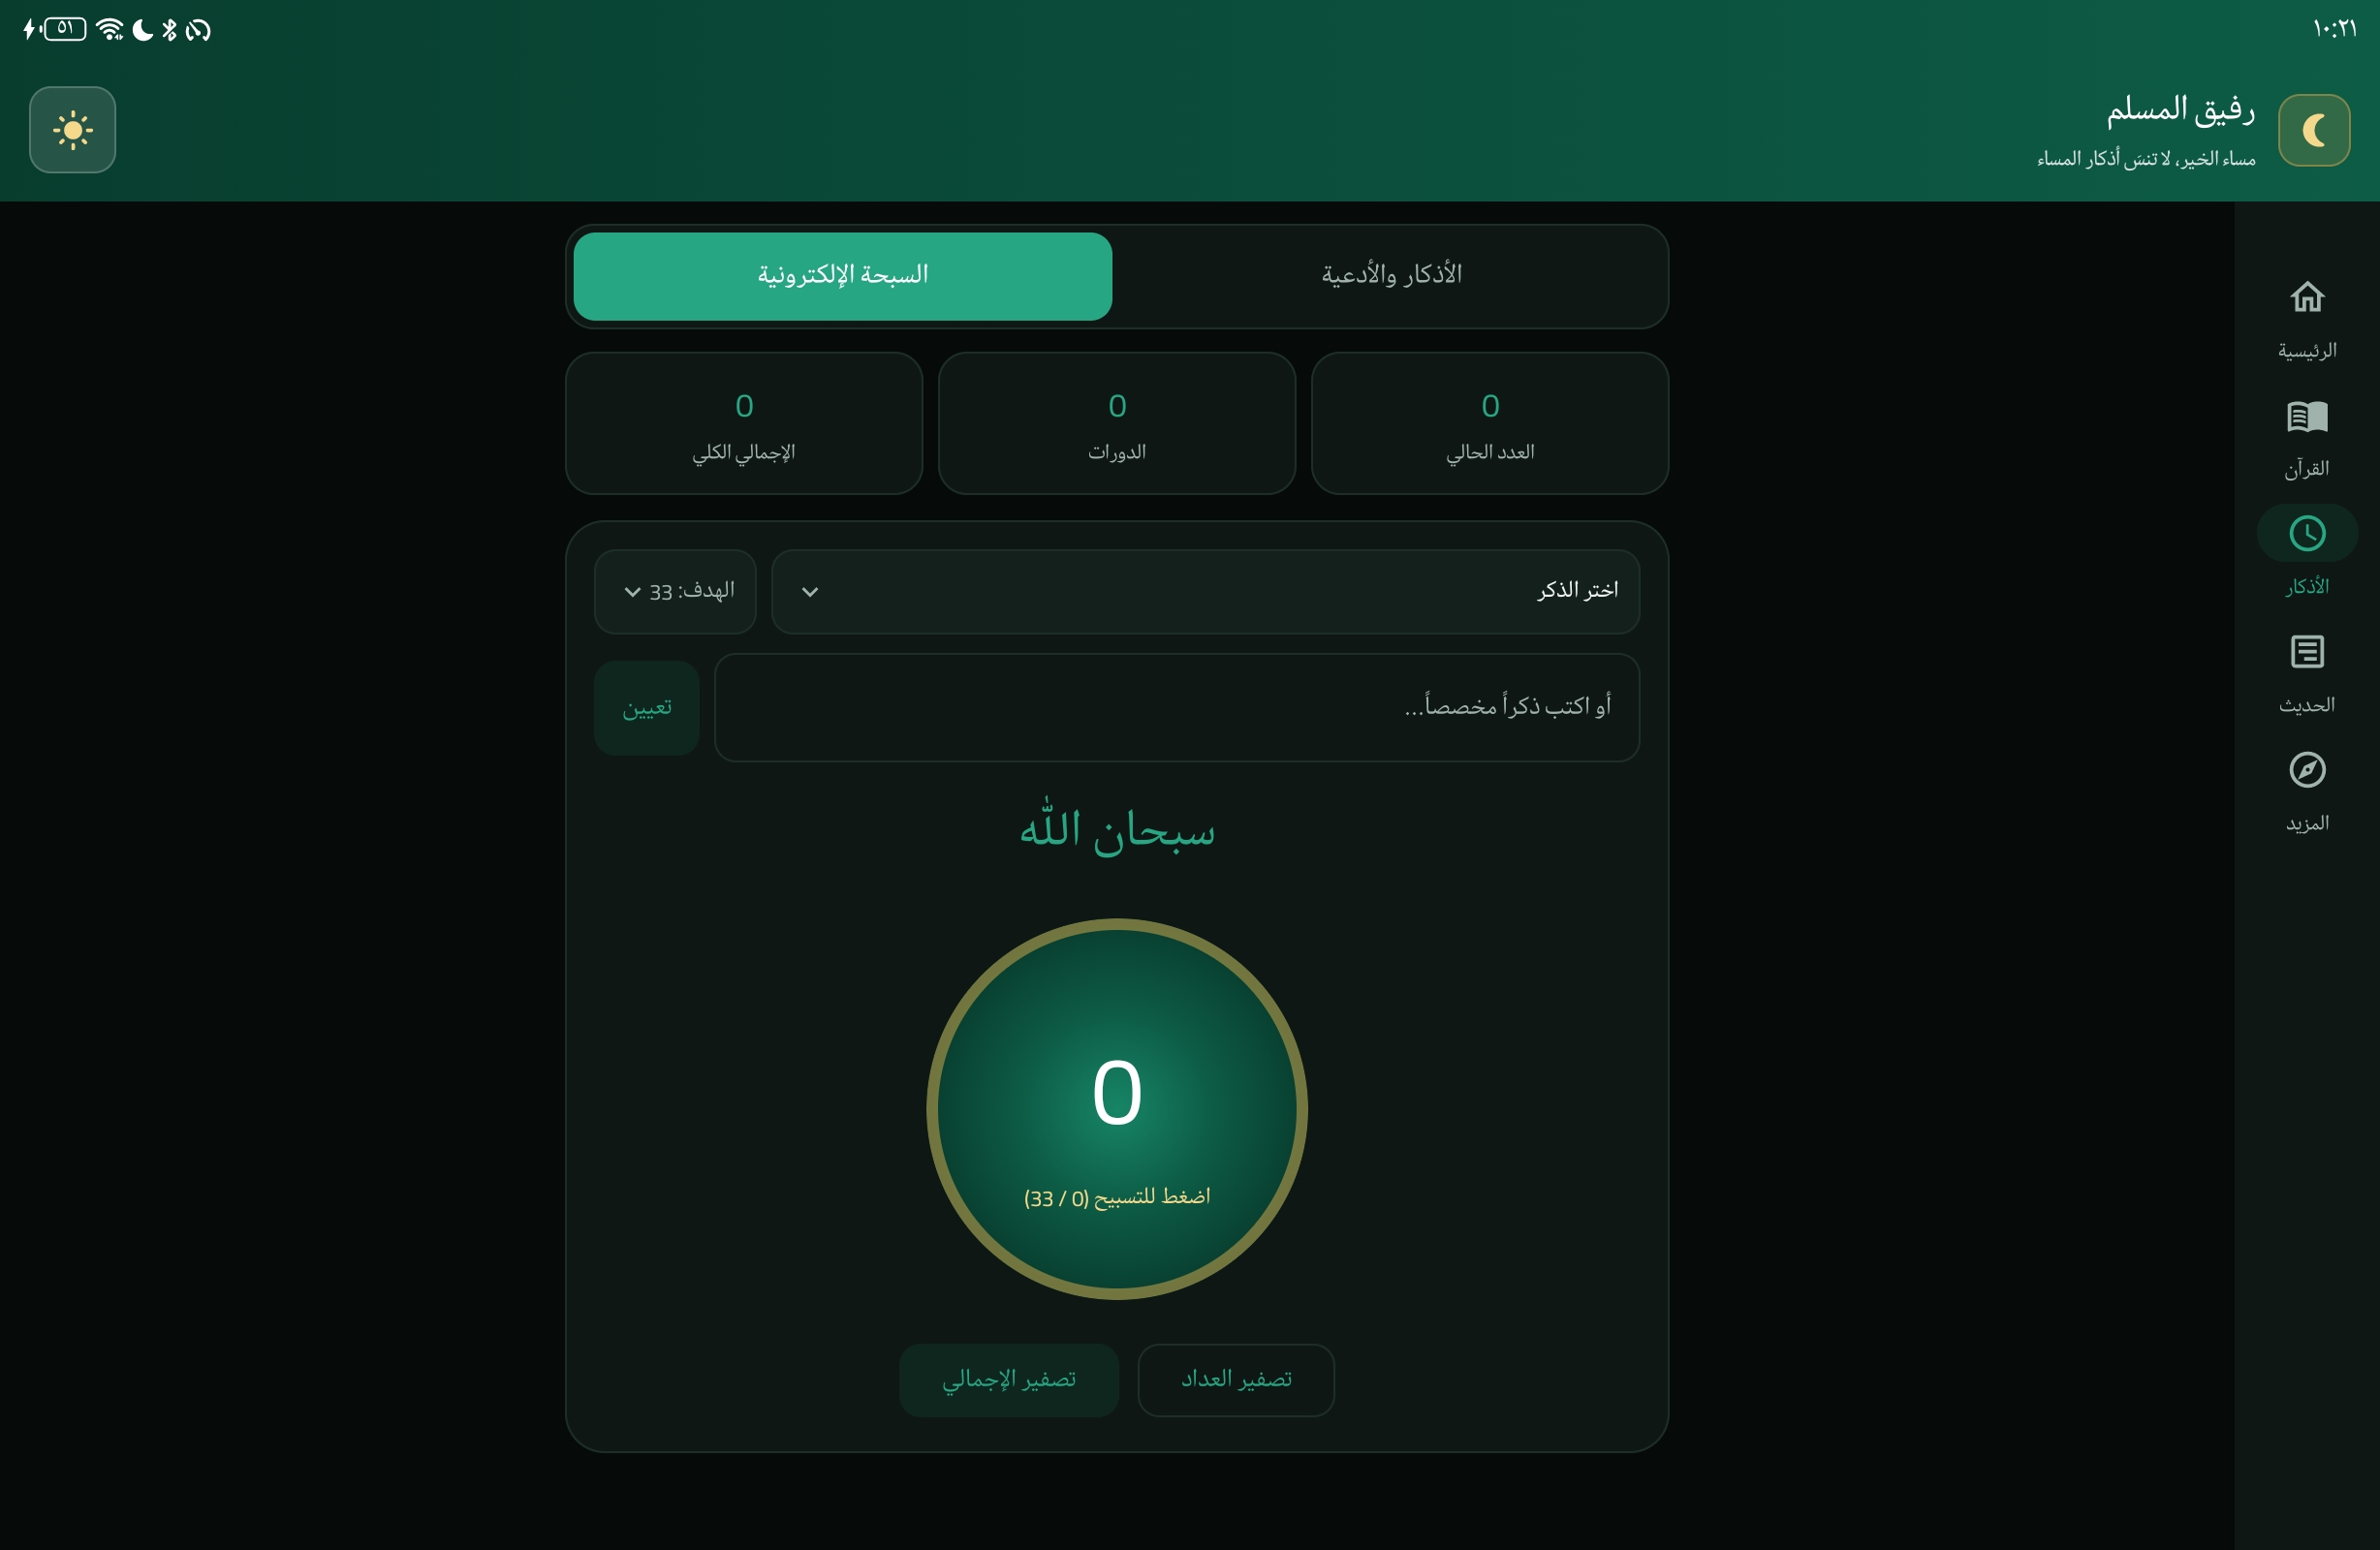 ١٠:٢١
٥١
رفيق المسلم
مساء الخير، لا تنسَ أذكار المساء
الرئيسية
القرآن
الأذكار
الحديث
المزيد
الأذكار والأدعية
السبحة الإلكترونية
0
العدد الحالي
0
الدورات
0
الإجمالي الكلي
اختر الذكر
الهدف: 33
أو اكتب ذكراً مخصصاً...
تعيين
سبحان الله
0
اضغط للتسبيح (0 / 33)
تصفير العداد
تصفير الإجمالي